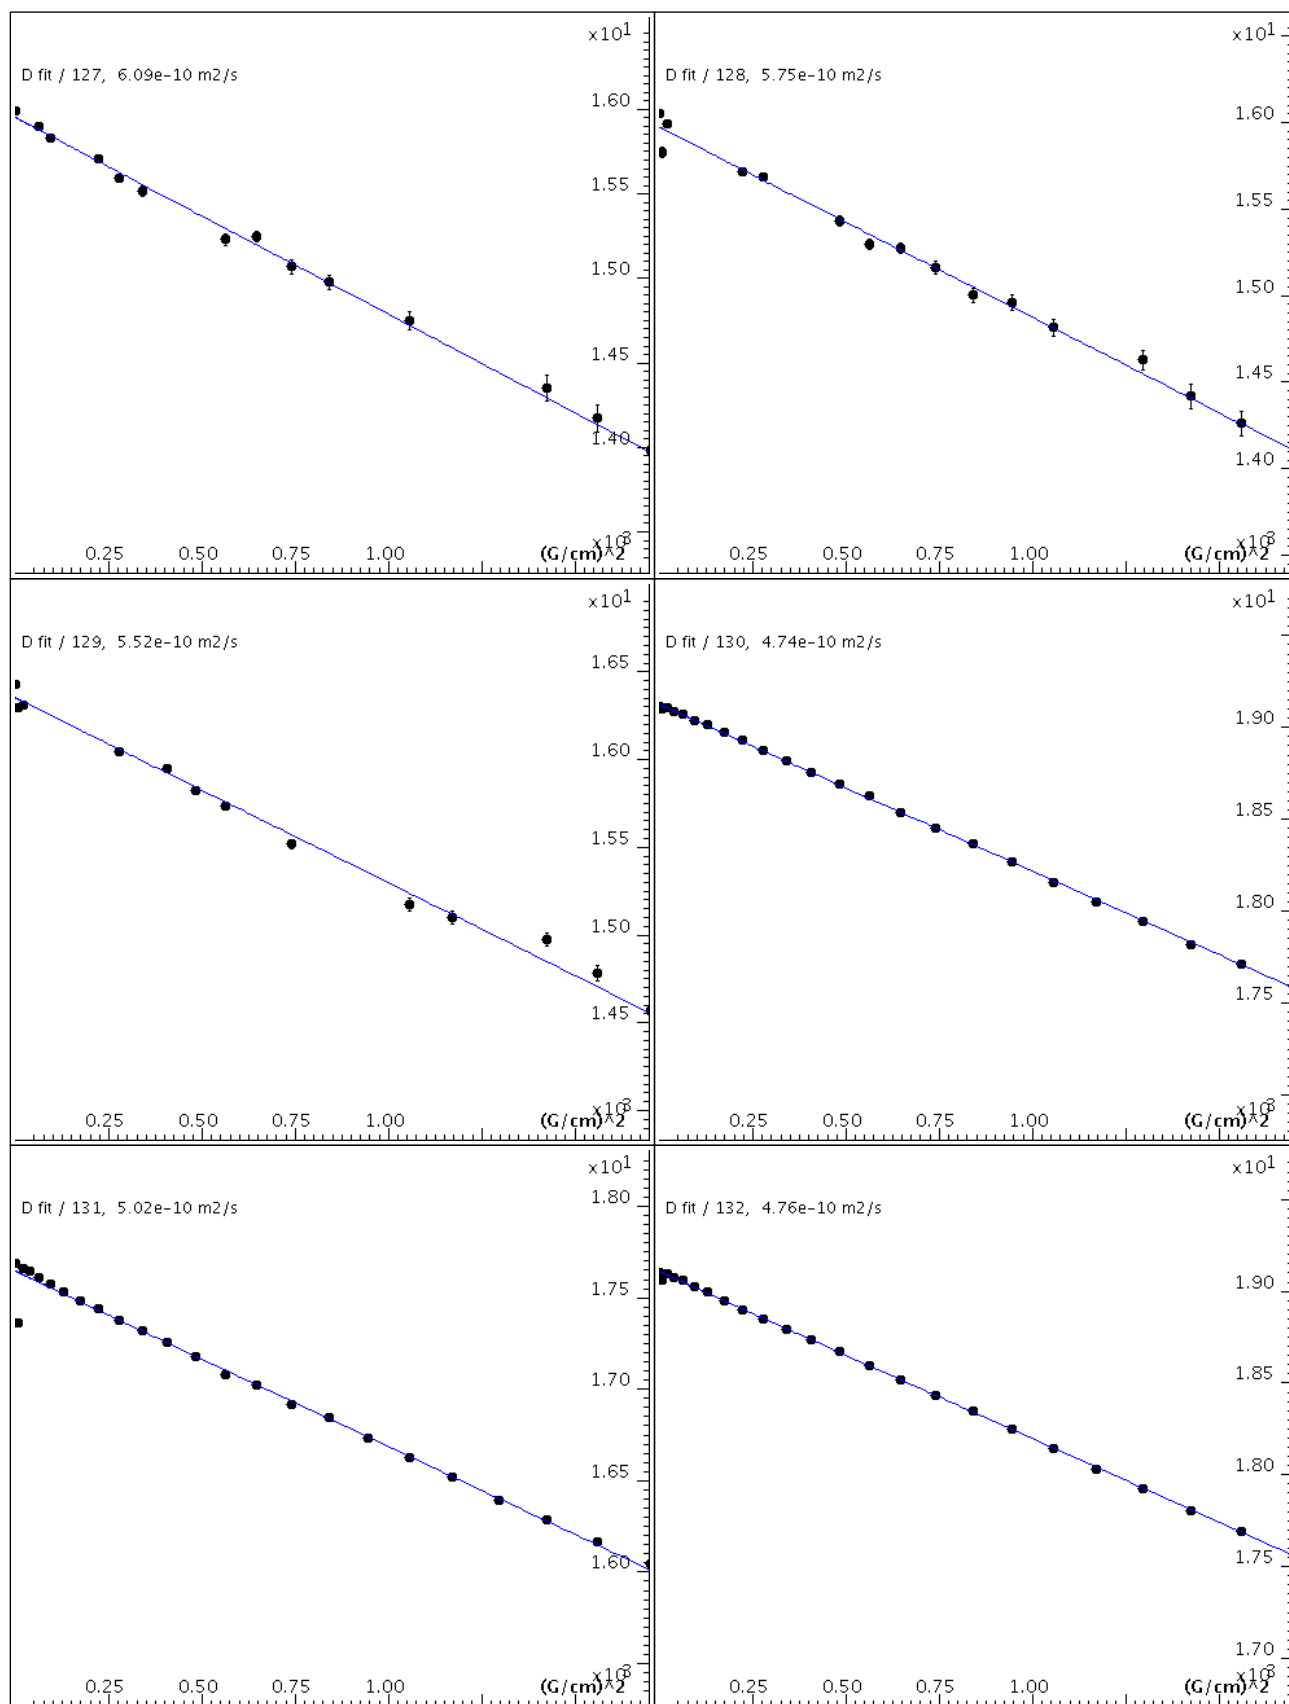 x10¹
D fit / 127,  6.09e-10 m2/s
1.60
1.55
1.50
1.45
1.40
x10³
0.25 0.50 0.75 1.00 (G/cm)^2
x10¹
D fit / 128,  5.75e-10 m2/s
1.60
1.55
1.50
1.45
1.40
x10³
0.25 0.50 0.75 1.00 (G/cm)^2
x10¹
D fit / 129,  5.52e-10 m2/s
1.65
1.60
1.55
1.50
1.45
x10³
0.25 0.50 0.75 1.00 (G/cm)^2
x10¹
D fit / 130,  4.74e-10 m2/s
1.90
1.85
1.80
1.75
x10³
0.25 0.50 0.75 1.00 (G/cm)^2
x10¹
1.80
D fit / 131,  5.02e-10 m2/s
1.75
1.70
1.65
1.60
x10³
0.25 0.50 0.75 1.00 (G/cm)^2
x10¹
D fit / 132,  4.76e-10 m2/s
1.90
1.85
1.80
1.75
1.70
x10³
0.25 0.50 0.75 1.00 (G/cm)^2